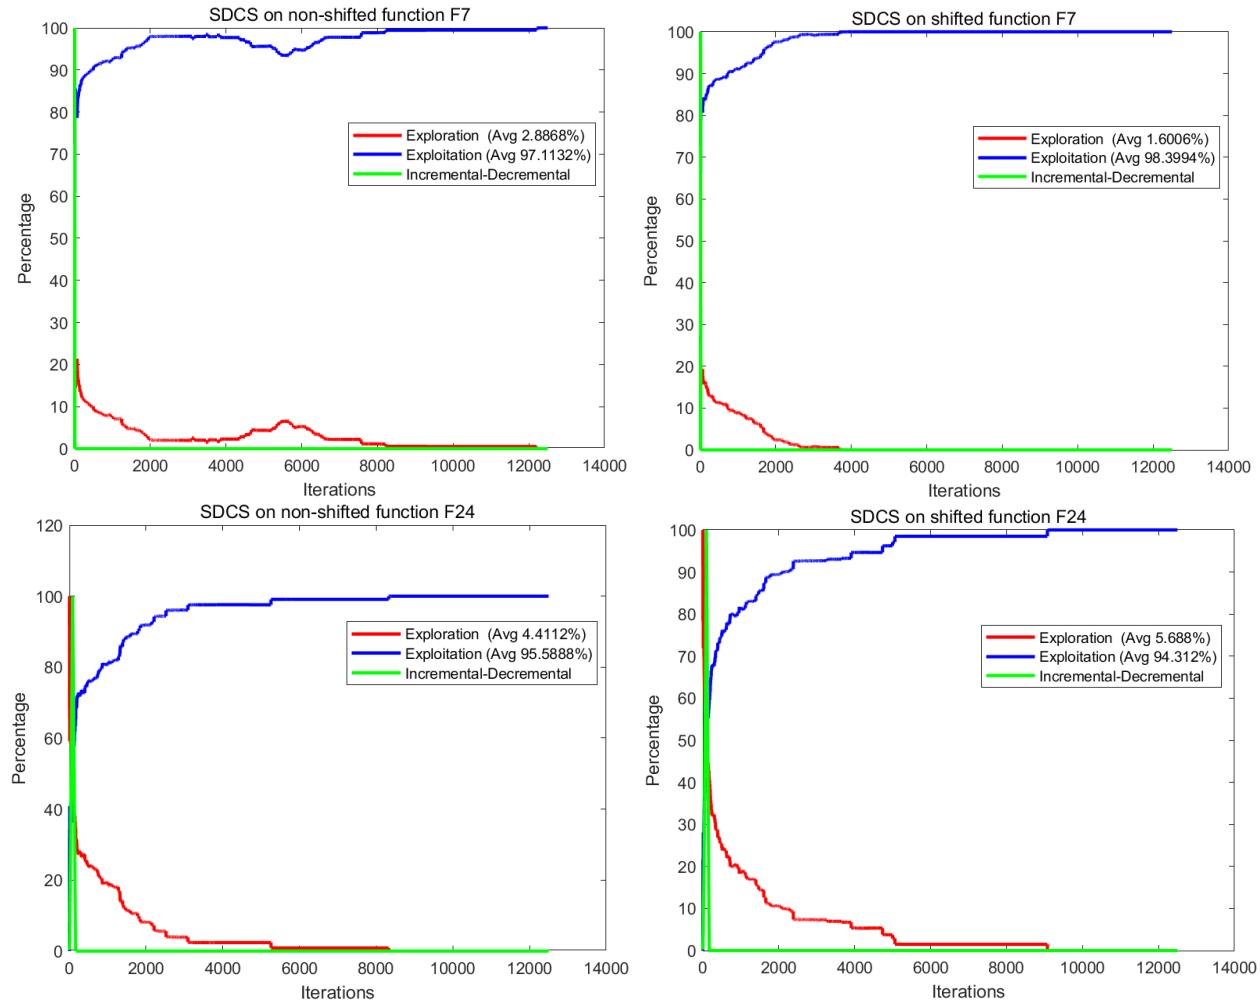 SDCS on non-shifted function F7
100
90
80
70
60
50
40
30
20
10
0
Percentage
Exploration (Avg 2.8868%)
Exploitation (Avg 97.1132%)
Incremental-Decremental
0 2000 4000 6000 8000 10000 12000 14000
Iterations
SDCS on shifted function F7
100
90
80
70
60
50
40
30
20
10
0
Percentage
Exploration (Avg 1.6006%)
Exploitation (Avg 98.3994%)
Incremental-Decremental
0 2000 4000 6000 8000 10000 12000 14000
Iterations
SDCS on non-shifted function F24
120
100
80
60
40
20
0
Percentage
Exploration (Avg 4.4112%)
Exploitation (Avg 95.5888%)
Incremental-Decremental
0 2000 4000 6000 8000 10000 12000 14000
Iterations
SDCS on shifted function F24
100
90
80
70
60
50
40
30
20
10
0
Percentage
Exploration (Avg 5.688%)
Exploitation (Avg 94.312%)
Incremental-Decremental
0 2000 4000 6000 8000 10000 12000 14000
Iterations